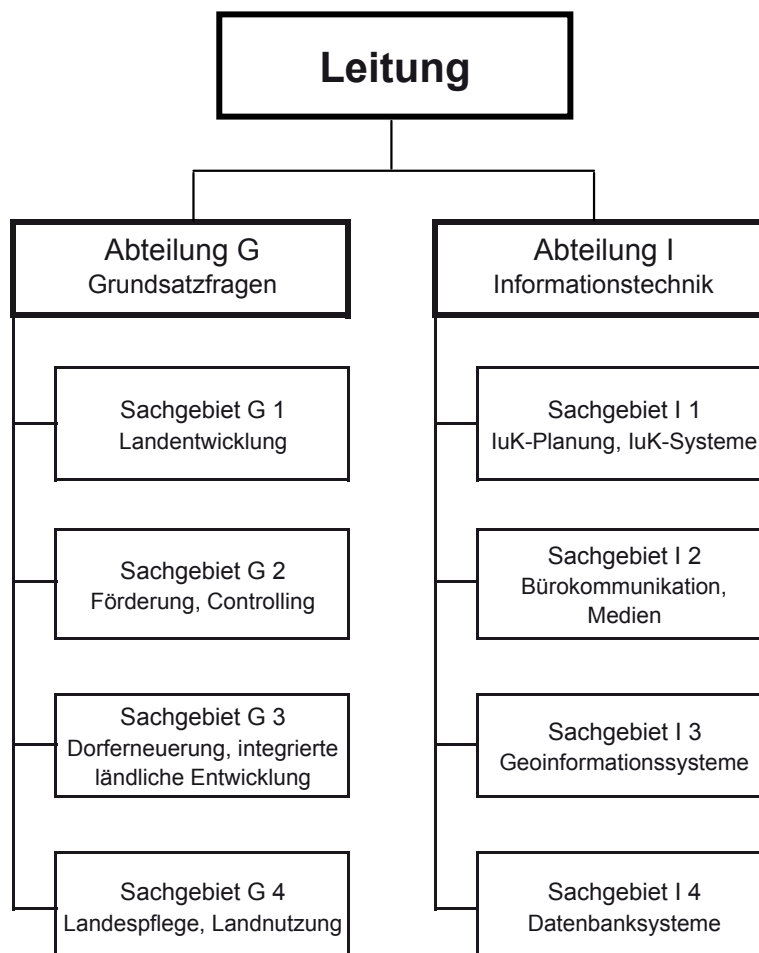 Leitung
Abteilung G
Grundsatzfragen
Sachgebiet G 1
Landentwicklung
Sachgebiet G 2
Förderung, Controlling
Sachgebiet G 3
Dorferneuerung, integrierte
ländliche Entwicklung
Sachgebiet G 4
Landespflege, Landnutzung
Abteilung I
Informationstechnik
Sachgebiet I 1
IuK-Planung, IuK-Systeme
Sachgebiet I 2
Bürokommunikation,
Medien
Sachgebiet I 3
Geoinformationssysteme
Sachgebiet I 4
Datenbanksysteme